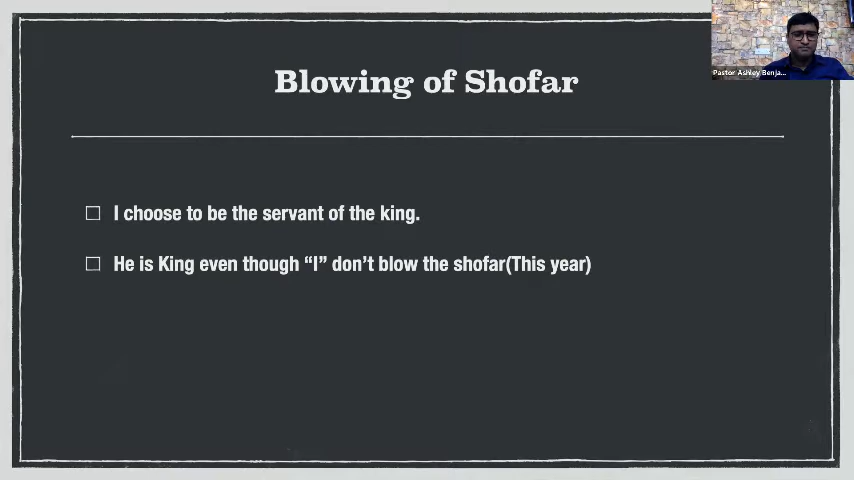 Pastor Ashley Benja...
Blowing of Shofar
I choose to be the servant of the king.
He is King even though “I” don’t blow the shofar(This year)